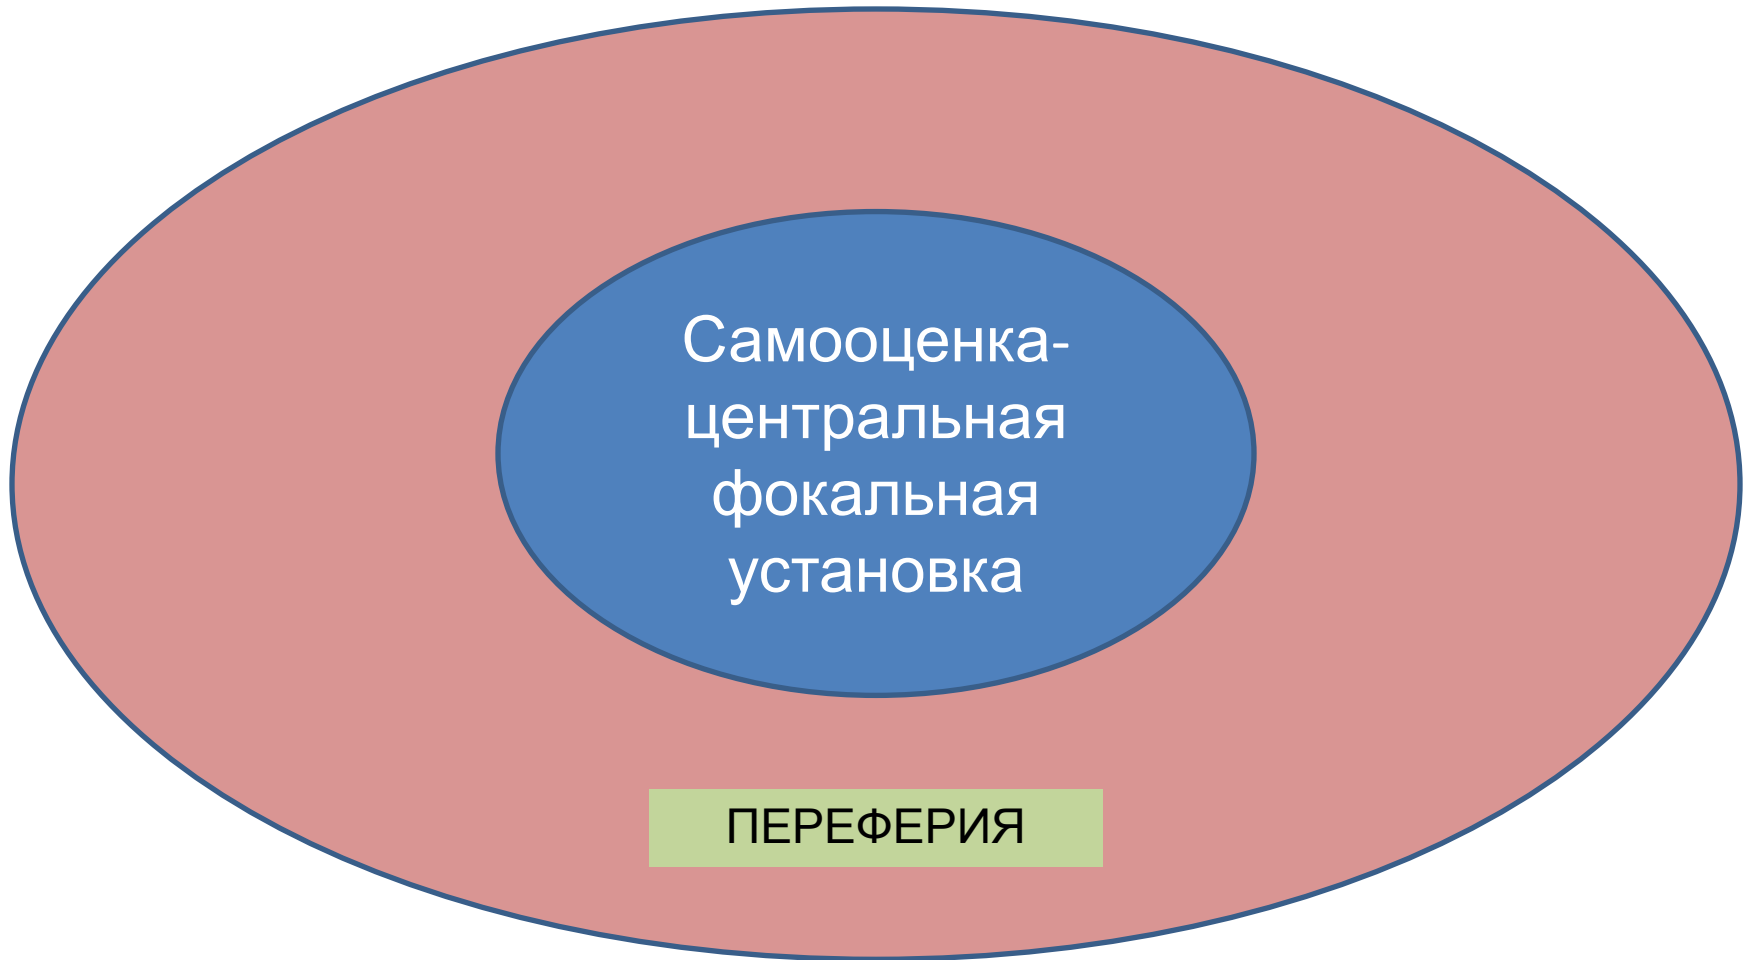 Самооценка-
центральная
фокальная
установка
ПЕРЕФЕРИЯ